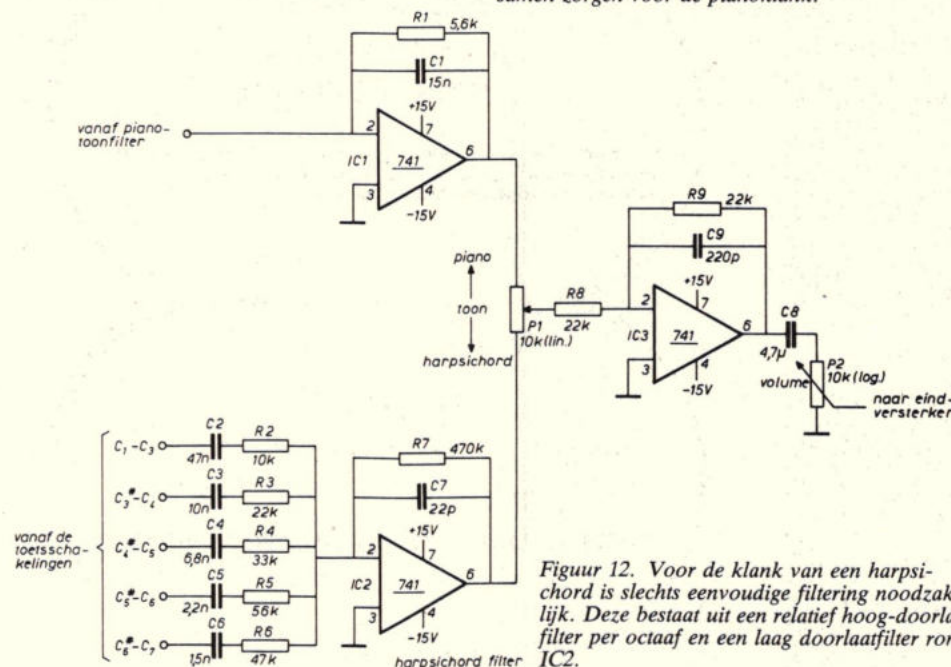 samen zorgen voor de pianoklank.
R1
5,6k
C1
15n
+15V
vanaf piano-
toonfilter
2
7
IC1
741
6
3
4
-15V
R9
22k
C9
220p
piano
toon
harpsichord
P1
10k(lin.)
R8
22k
+15V
2
7
IC3
741
6
3
4
-15V
C8
4,7µ
P2
10k(log.)
volume
naar eind-
versterker
vanaf de
toetsscha-
kelingen
C1-C3
C2
47n
R2
10k
C3#-C4
C3
10n
R3
22k
C4#-C5
C4
6,8n
R4
33k
C5#-C6
C5
2,2n
R5
56k
C6#-C7
C6
1,5n
R6
47k
R7
470k
C7
22p
+15V
2
7
IC2
741
6
3
4
-15V
harpsichord filter
Figuur 12. Voor de klank van een harpsi-
chord is slechts eenvoudige filtering noodzak
lijk. Deze bestaat uit een relatief hoog-doorla
filter per octaaf en een laag doorlaatfilter ron
IC2.